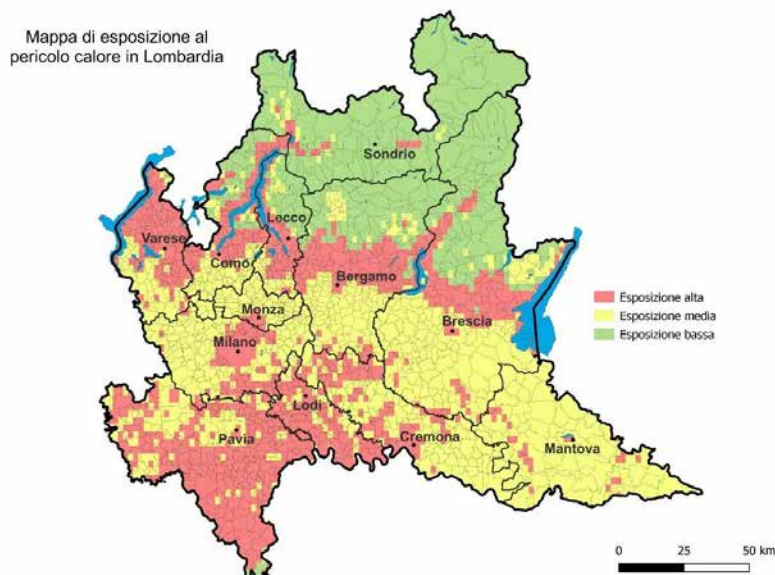 Mappa di esposizione al
pericolo calore in Lombardia
Sondrio
Lecco
Varese
Como
Bergamo
Monza
Brescia
Milano
Lodi
Pavia
Cremona
Mantova
Esposizione alta
Esposizione media
Esposizione bassa
0 25 50 km